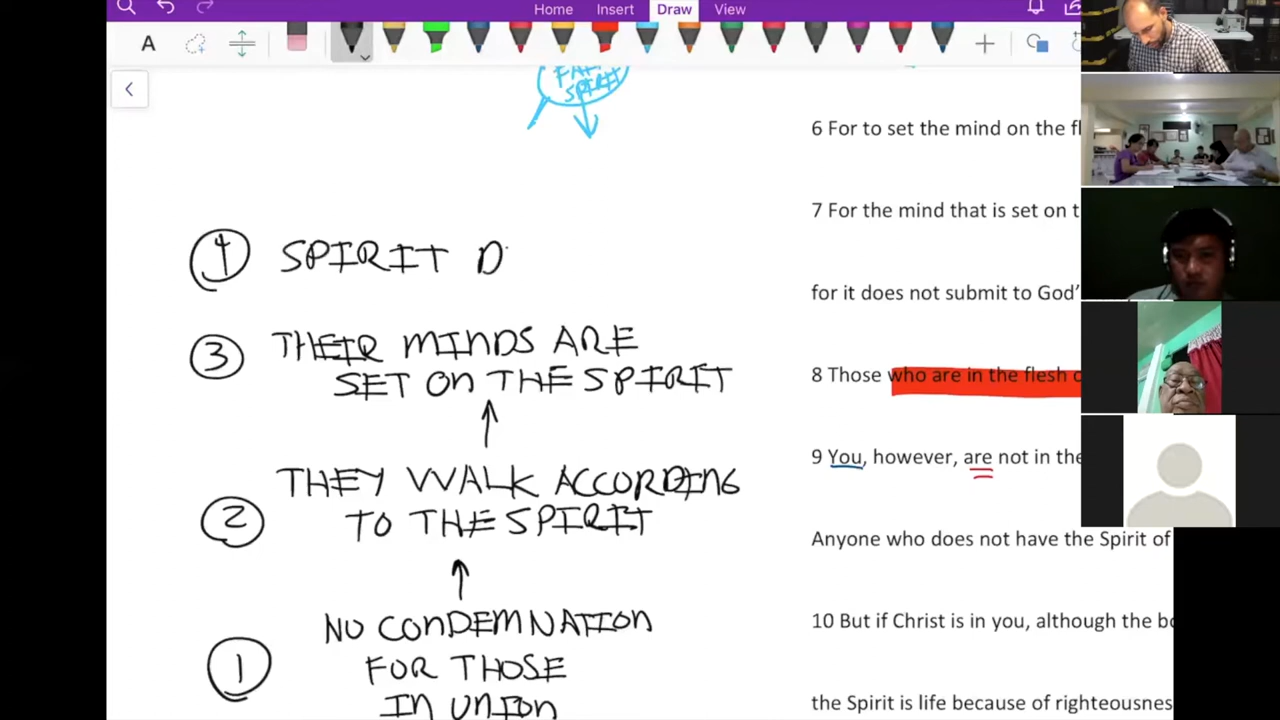 Home Insert Draw View
A
SPIRIT
④ SPIRIT D
③ THEIR MINDS ARE
SET ON THE SPIRIT
② THEY WALK ACCORDING
TO THE SPIRIT
① NO CONDEMNATION
FOR THOSE
IN UNION
6 For to set the mind on the fl
7 For the mind that is set on t
for it does not submit to God'
8 Those who are in the flesh c
9 You, however, are not in the
Anyone who does not have the Spirit of
10 But if Christ is in you, although the bo
the Spirit is life because of righteousnes